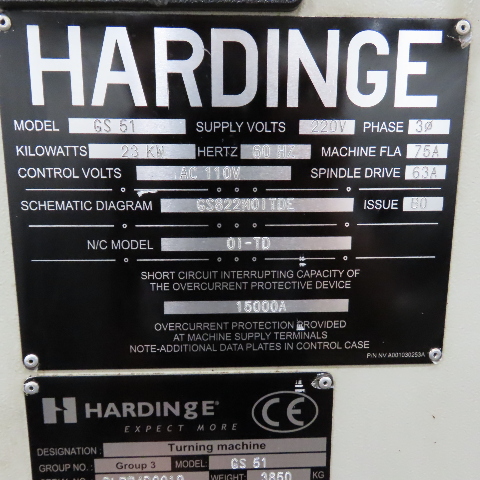 HARDINGE
MODEL GS 51 SUPPLY VOLTS 220V PHASE 3Ø
KILOWATTS 23 KW HERTZ 60 HZ MACHINE FLA 75A
CONTROL VOLTS AC 110V SPINDLE DRIVE 63A
SCHEMATIC DIAGRAM ISSUE
N/C MODEL OI-TD
SHORT CIRCUIT INTERRUPTING CAPACITY OF
THE OVERCURRENT PROTECTIVE DEVICE
15000A
OVERCURRENT PROTECTION PROVIDED
AT MACHINE SUPPLY TERMINALS
NOTE-ADDITIONAL DATA PLATES IN CONTROL CASE
P/N NV A001030253A
HARDINGE® CE
EXPECT MORE
DESIGNATION : Turning machine
GROUP NO. : Group 3 MODEL: GS 51
WEIGHT: 3850 KG